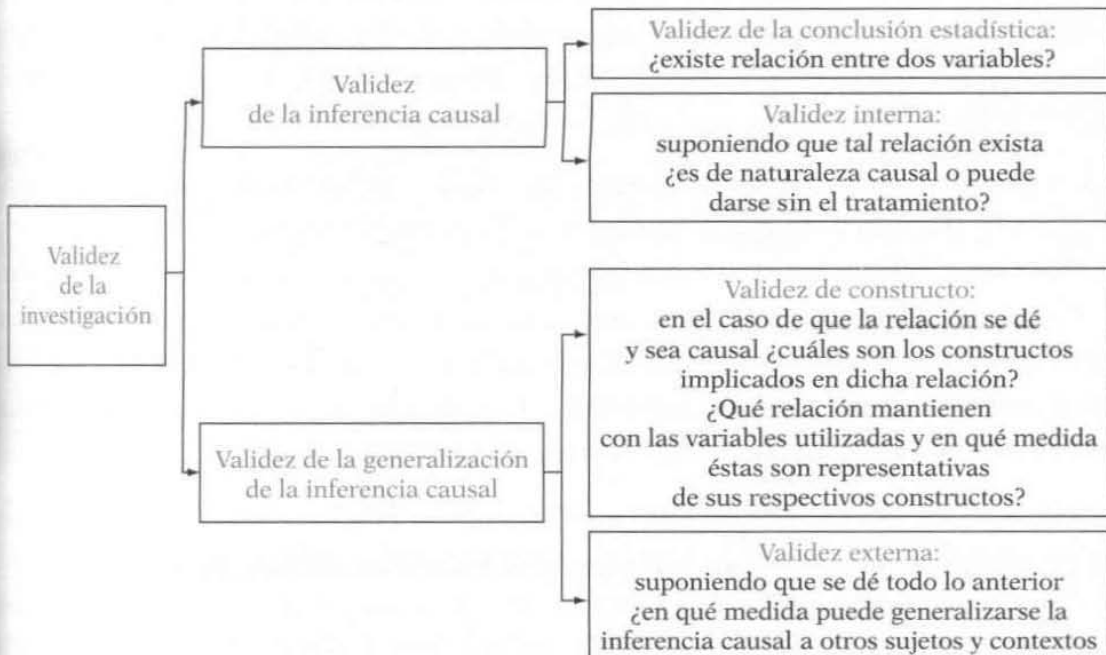 Validez
de la
investigación
Validez
de la inferencia causal
Validez de la conclusión estadística:
¿existe relación entre dos variables?
Validez interna:
suponiendo que tal relación exista
¿es de naturaleza causal o puede
darse sin el tratamiento?
Validez de la generalización
de la inferencia causal
Validez de constructo:
en el caso de que la relación se dé
y sea causal ¿cuáles son los constructos
implicados en dicha relación?
¿Qué relación mantienen
con las variables utilizadas y en qué medida
éstas son representativas
de sus respectivos constructos?
Validez externa:
suponiendo que se dé todo lo anterior
¿en qué medida puede generalizarse la
inferencia causal a otros sujetos y contextos